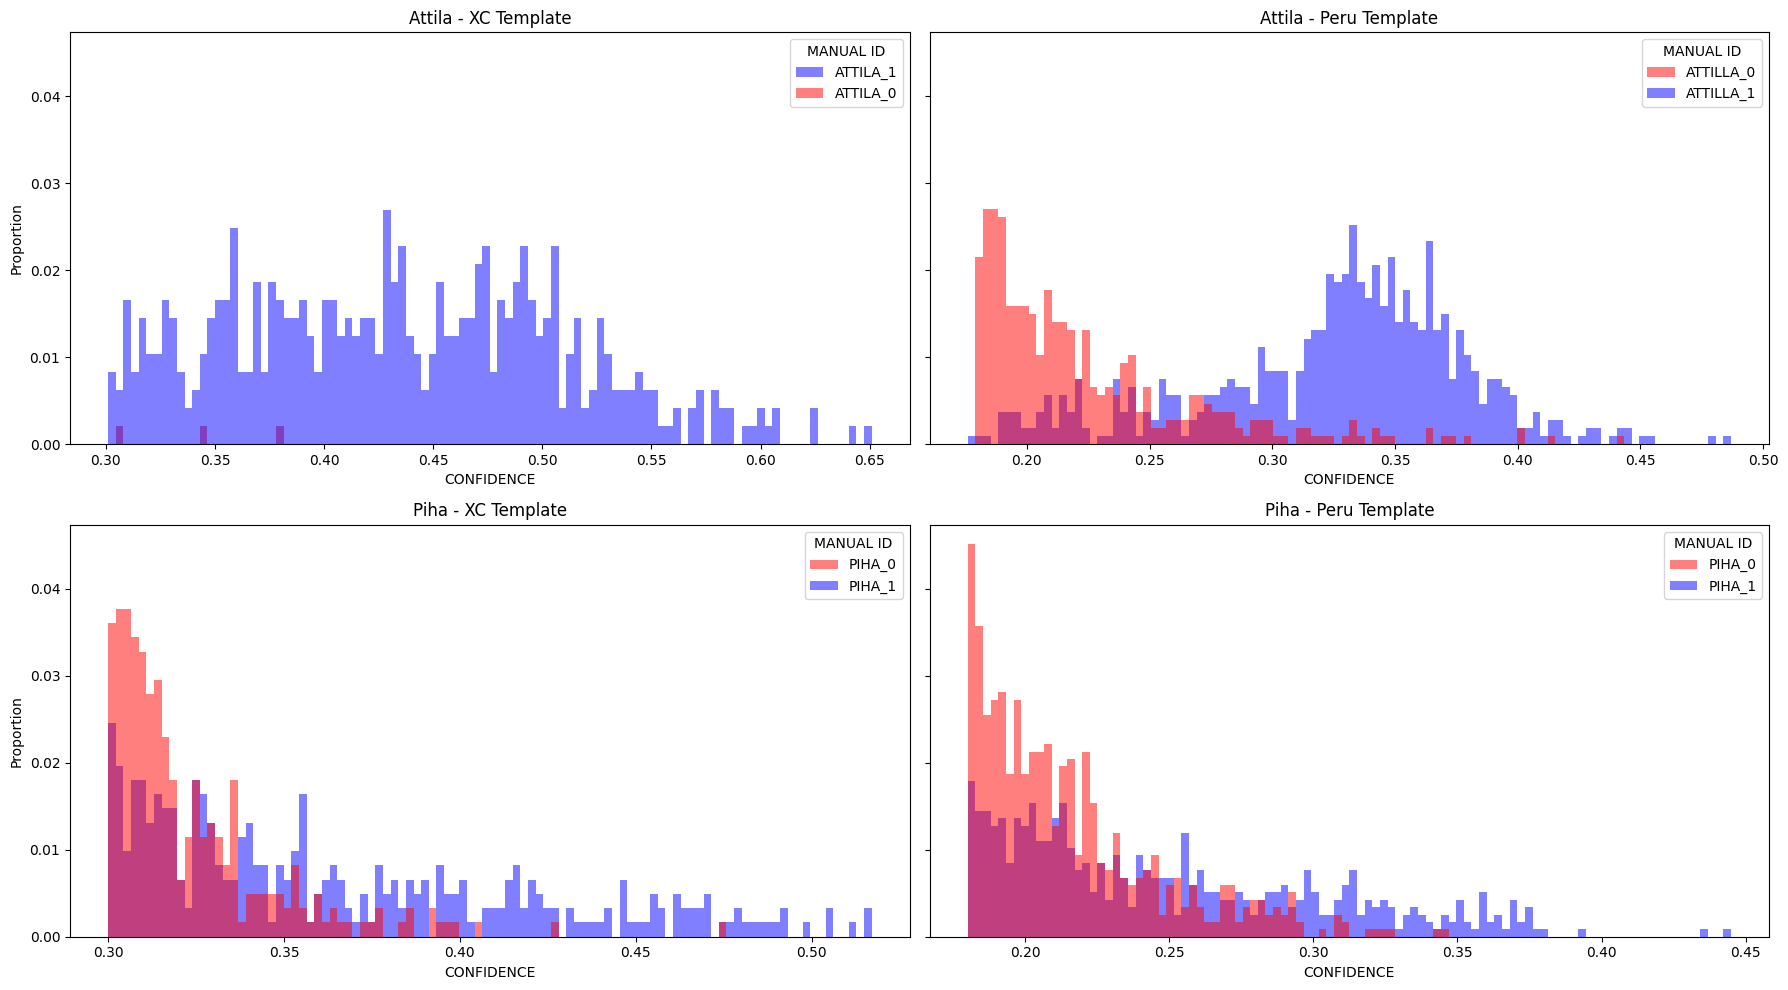 Attila - XC Template
MANUAL ID
ATTILA_1
ATTILA_0
0.04
0.03
0.02
0.01
0.00
Proportion
0.30 0.35 0.40 0.45 0.50 0.55 0.60 0.65
CONFIDENCE
Attila - Peru Template
MANUAL ID
ATTILLA_0
ATTILLA_1
0.20 0.25 0.30 0.35 0.40 0.45 0.50
CONFIDENCE
Piha - XC Template
MANUAL ID
PIHA_0
PIHA_1
0.04
0.03
0.02
0.01
0.00
Proportion
0.30 0.35 0.40 0.45 0.50
CONFIDENCE
Piha - Peru Template
MANUAL ID
PIHA_0
PIHA_1
0.20 0.25 0.30 0.35 0.40 0.45
CONFIDENCE